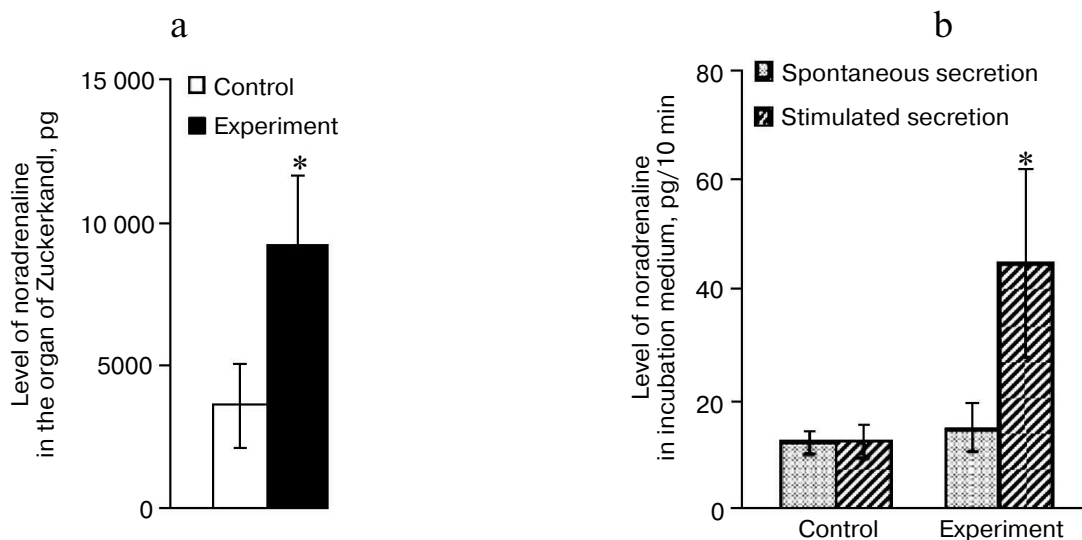 a
15 000
10 000
5000
0
Level of noradrenaline
in the organ of Zuckerkandl, pg
Control
Experiment
*
b
80
60
40
20
0
Level of noradrenaline
in incubation medium, pg/10 min
Spontaneous secretion
Stimulated secretion
*
Control
Experiment